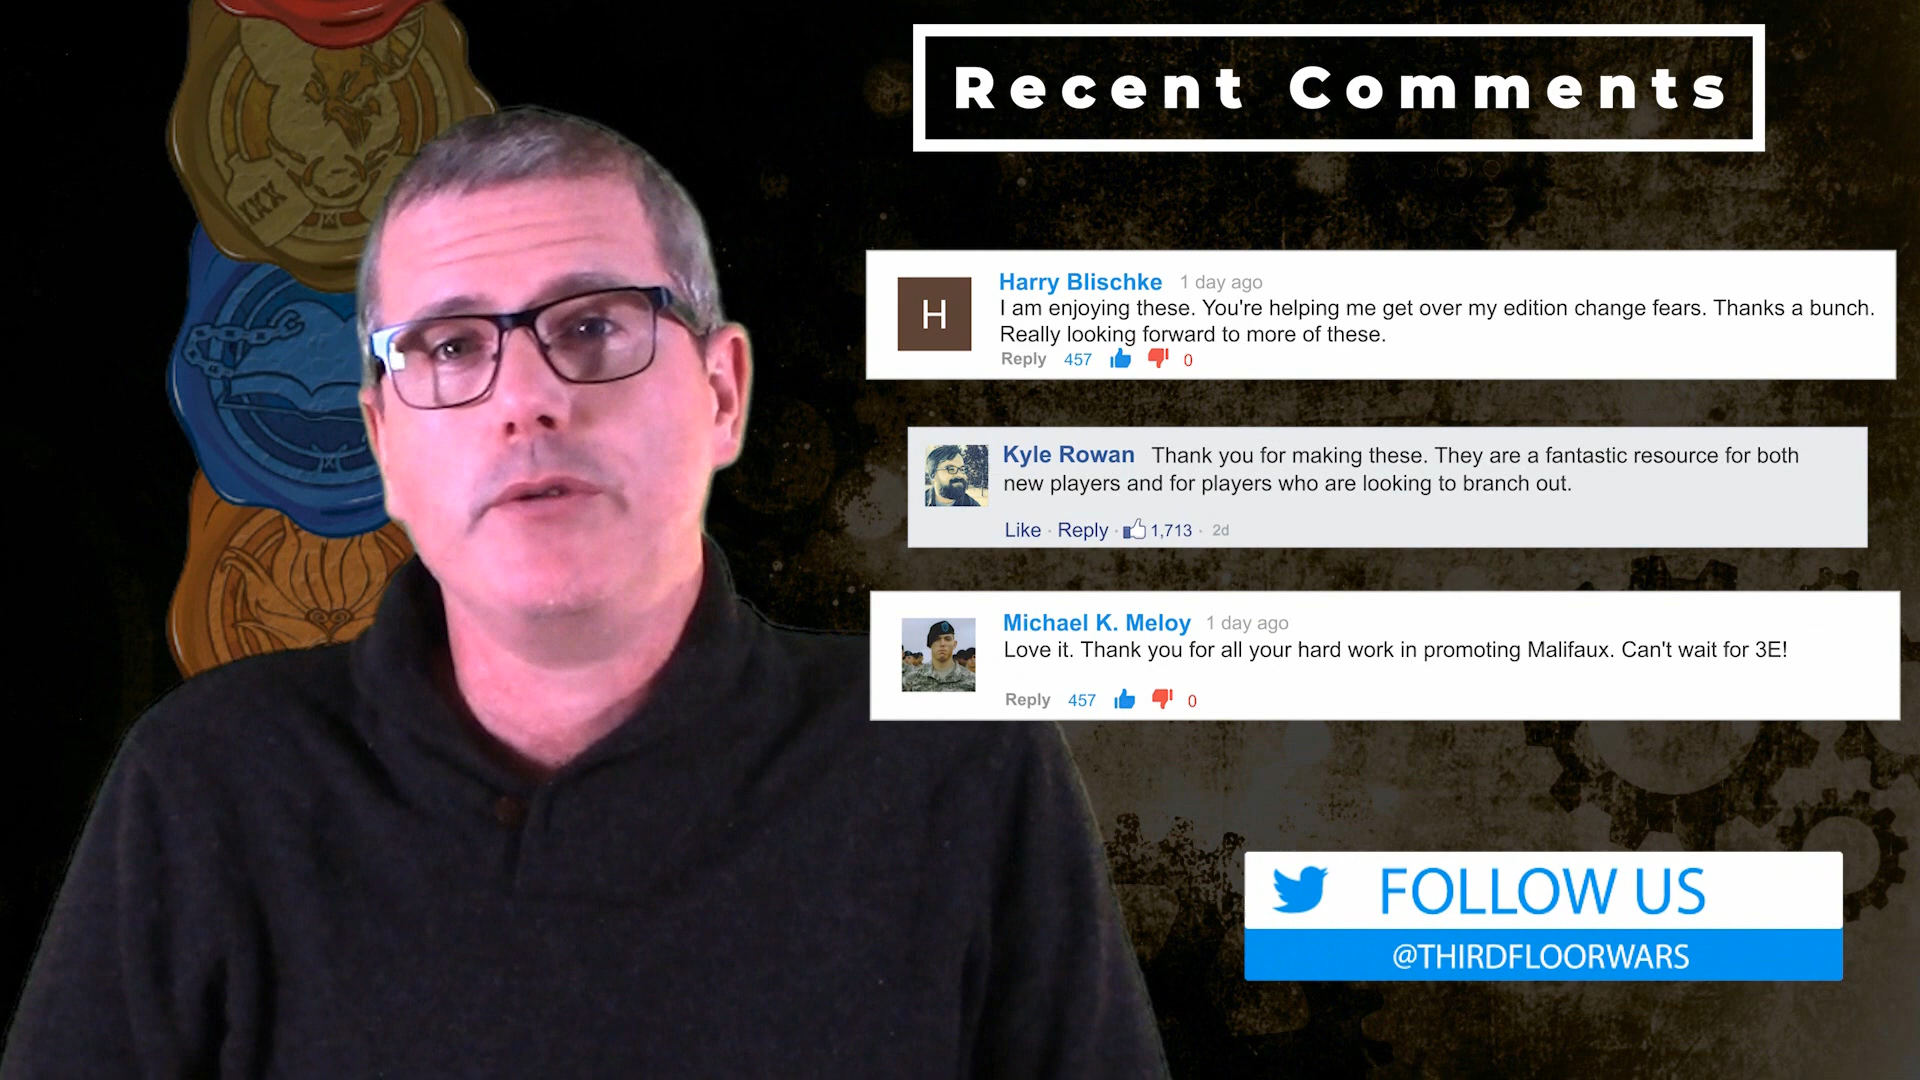 Recent Comments
H
Harry Blischke 1 day ago
I am enjoying these. You're helping me get over my edition change fears. Thanks a bunch.
Really looking forward to more of these.
Reply 457 0
Kyle Rowan Thank you for making these. They are a fantastic resource for both
new players and for players who are looking to branch out.
Like · Reply · 1,713 · 2d
Michael K. Meloy 1 day ago
Love it. Thank you for all your hard work in promoting Malifaux. Can't wait for 3E!
Reply 457 0
FOLLOW US
@THIRDFLOORWARS
XXX